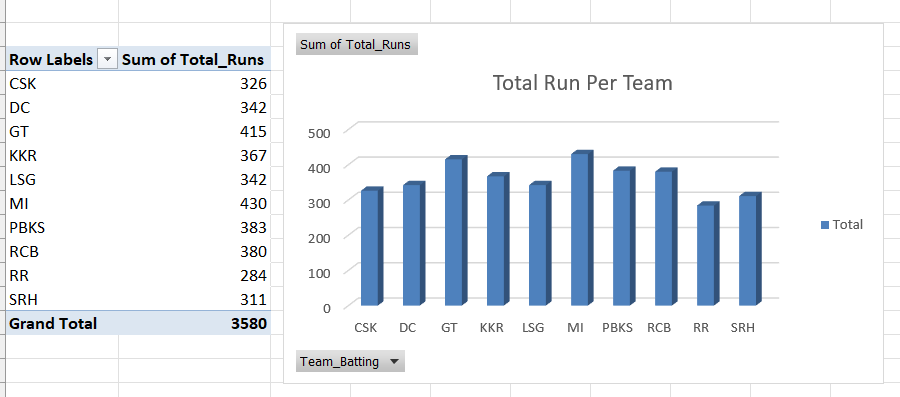 Row Labels Sum of Total_Runs
CSK 326
DC 342
GT 415
KKR 367
LSG 342
MI 430
PBKS 383
RCB 380
RR 284
SRH 311
Grand Total 3580
Sum of Total_Runs
Total Run Per Team
500
400
300
200
100
0
CSK DC GT KKR LSG MI PBKS RCB RR SRH
Total
Team_Batting